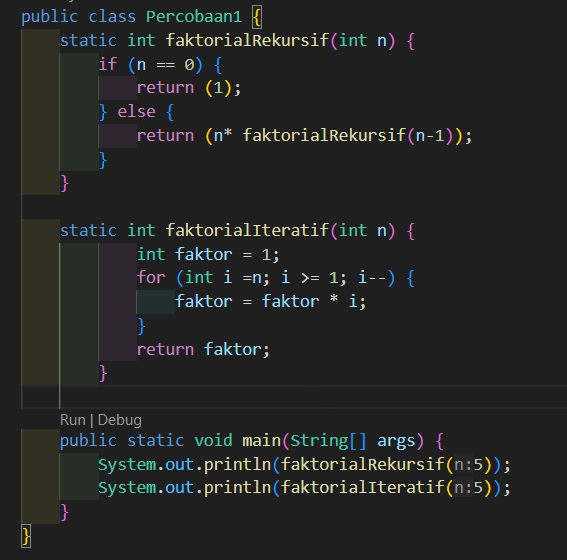 public class Percobaan1 {
    static int faktorialRekursif(int n) {
        if (n == 0) {
            return (1);
        } else {
            return (n* faktorialRekursif(n-1));
        }
    }

    static int faktorialIteratif(int n) {
            int faktor = 1;
            for (int i =n; i >= 1; i--) {
                faktor = faktor * i;
            }
            return faktor;
        }

    Run | Debug
    public static void main(String[] args) {
        System.out.println(faktorialRekursif(n:5));
        System.out.println(faktorialIteratif(n:5));
    }
}